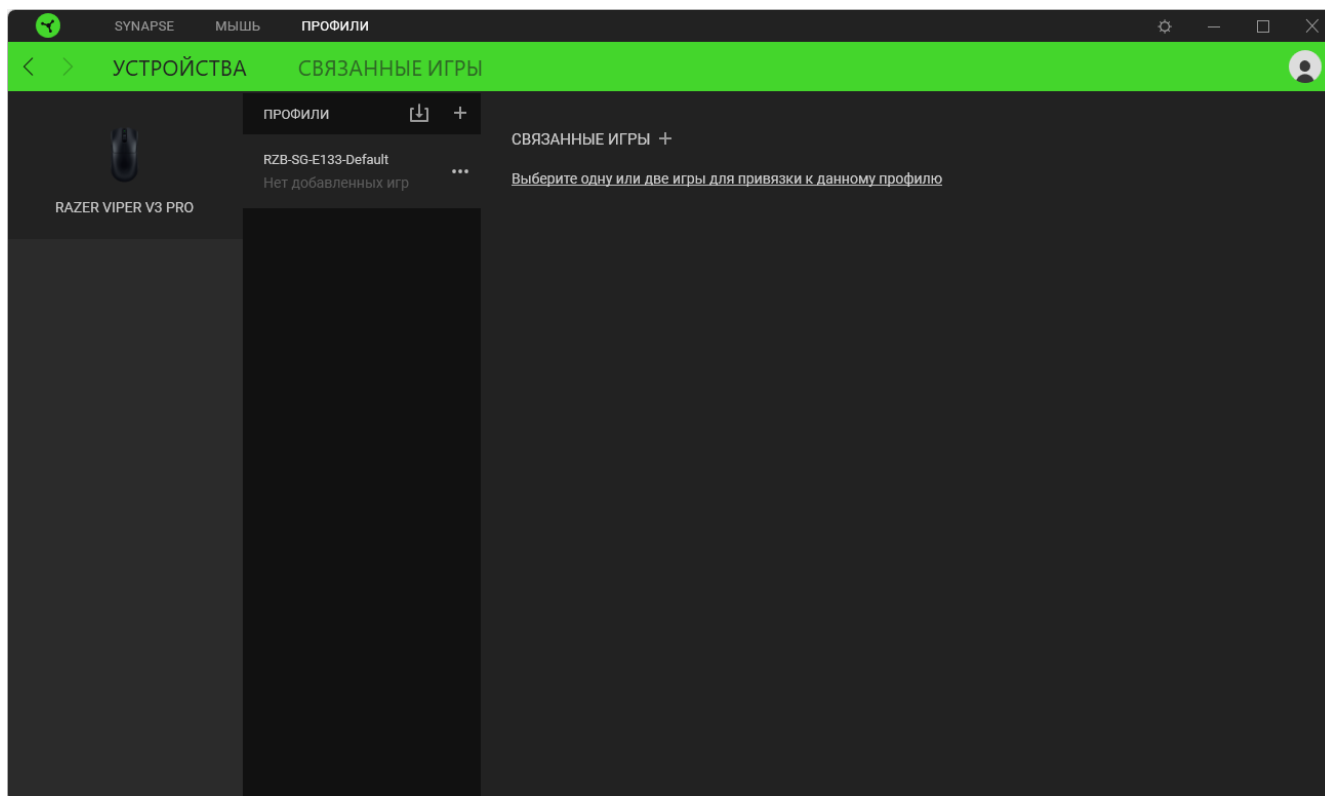 SYNAPSE МЫШЬ ПРОФИЛИ
УСТРОЙСТВА СВЯЗАННЫЕ ИГРЫ
RAZER VIPER V3 PRO
ПРОФИЛИ
RZB-SG-E133-Default
Нет добавленных игр
СВЯЗАННЫЕ ИГРЫ +
Выберите одну или две игры для привязки к данному профилю